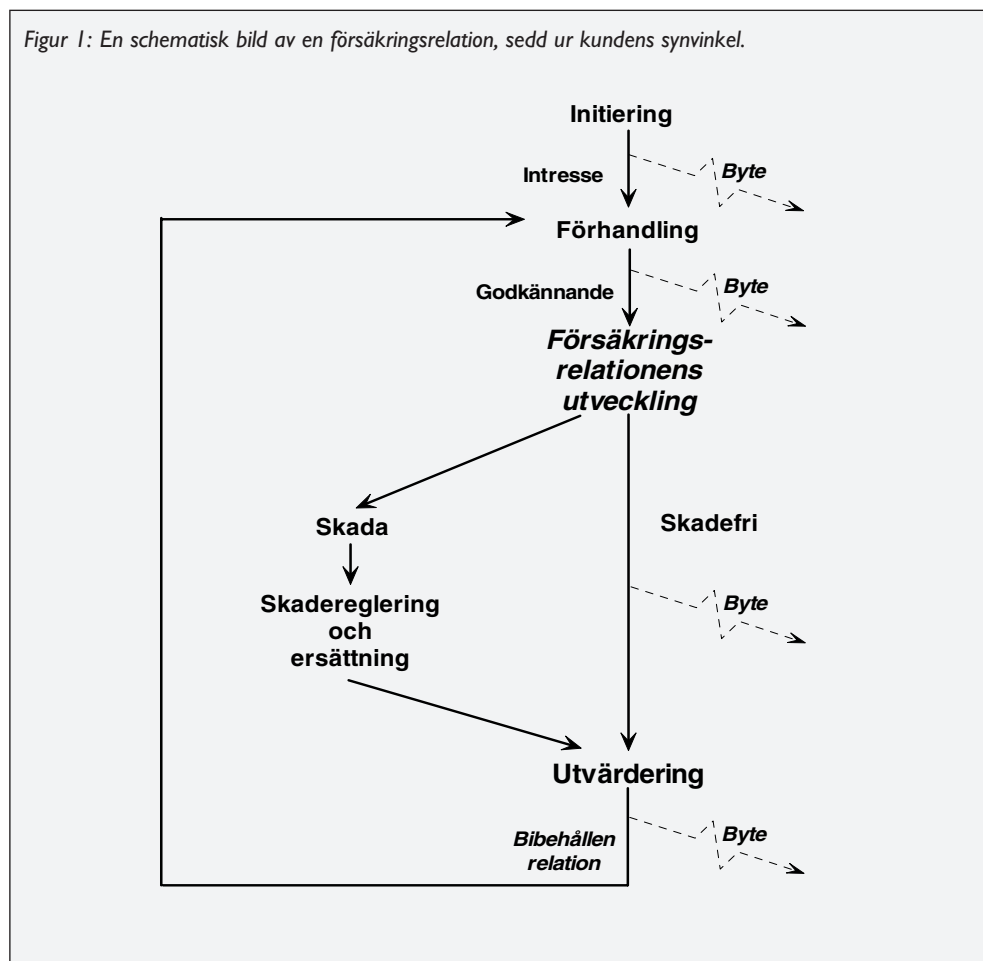 Figur 1: En schematisk bild av en försäkringsrelation, sedd ur kundens synvinkel.
Initiering
Byte
Intresse
Förhandling
Byte
Godkännande
Försäkrings-
relationens
utveckling
Skada
Skadefri
Skadereglering
och
ersättning
Byte
Utvärdering
Bibehållen
relation
Byte